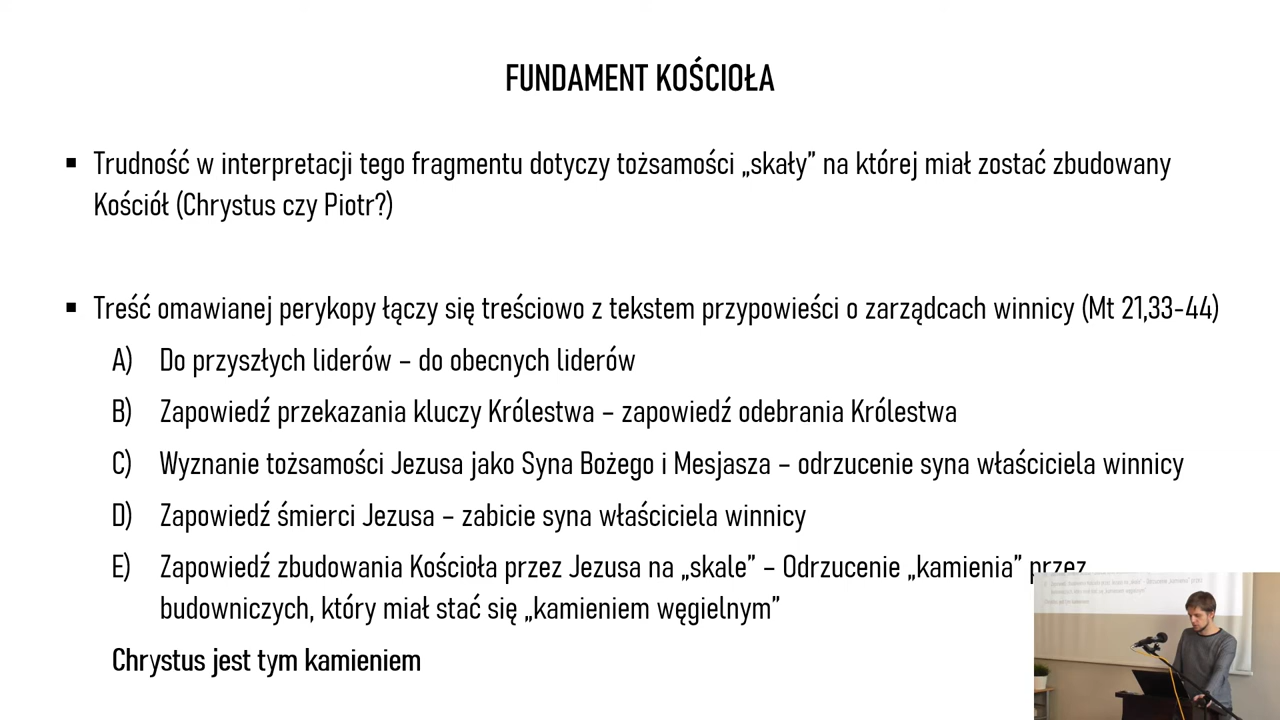 FUNDAMENT KOŚCIOŁA
▪ Trudność w interpretacji tego fragmentu dotyczy tożsamości „skały” na której miał zostać zbudowany
Kościół (Chrystus czy Piotr?)
▪ Treść omawianej perykopy łączy się treściowo z tekstem przypowieści o zarządcach winnicy (Mt 21,33-44)
A) Do przyszłych liderów – do obecnych liderów
B) Zapowiedź przekazania kluczy Królestwa – zapowiedź odebrania Królestwa
C) Wyznanie tożsamości Jezusa jako Syna Bożego i Mesjasza – odrzucenie syna właściciela winnicy
D) Zapowiedź śmierci Jezusa – zabicie syna właściciela winnicy
E) Zapowiedź zbudowania Kościoła przez Jezusa na „skale” – Odrzucenie „kamienia” przez
budowniczych, który miał stać się „kamieniem węgielnym”
Chrystus jest tym kamieniem